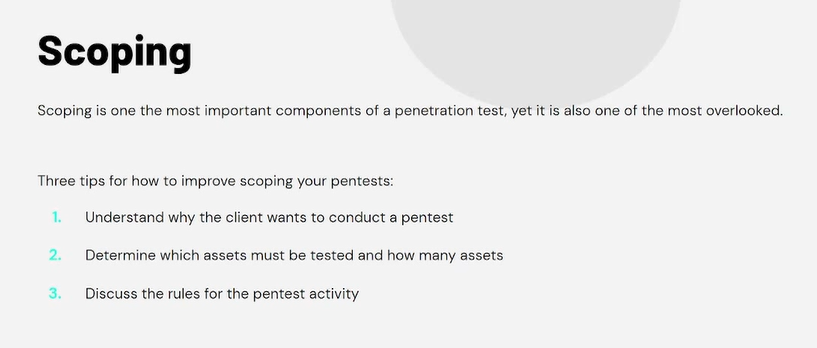 Scoping
Scoping is one the most important components of a penetration test, yet it is also one of the most overlooked.
Three tips for how to improve scoping your pentests:
1. Understand why the client wants to conduct a pentest
2. Determine which assets must be tested and how many assets
3. Discuss the rules for the pentest activity